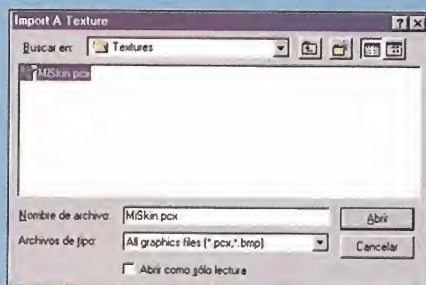 Import A Texture
Buscar en: Textures
MiSkin.pcx
Nombre de archivo: MiSkin.pcx Abrir
Archivos de tipo: All graphics files (*.pcx,*.bmp) Cancelar
Abrir como sólo lectura